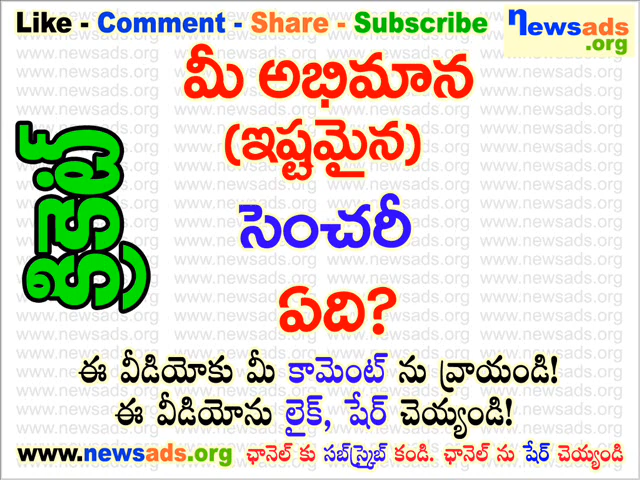 Like - Comment - Share - Subscribe
newsads
.org
మీ అభిమాన
(ఇష్టమైన)
సెంచరీ
ఏది?
క్రికెట్
ఈ వీడియోకు మీ కామెంట్ ను వ్రాయండి!
ఈ వీడియోను లైక్, షేర్ చెయ్యండి!
www.newsads.org ఛానెల్ కు సబ్‌స్క్రైబ్ కండి. ఛానెల్ ను షేర్ చెయ్యండి